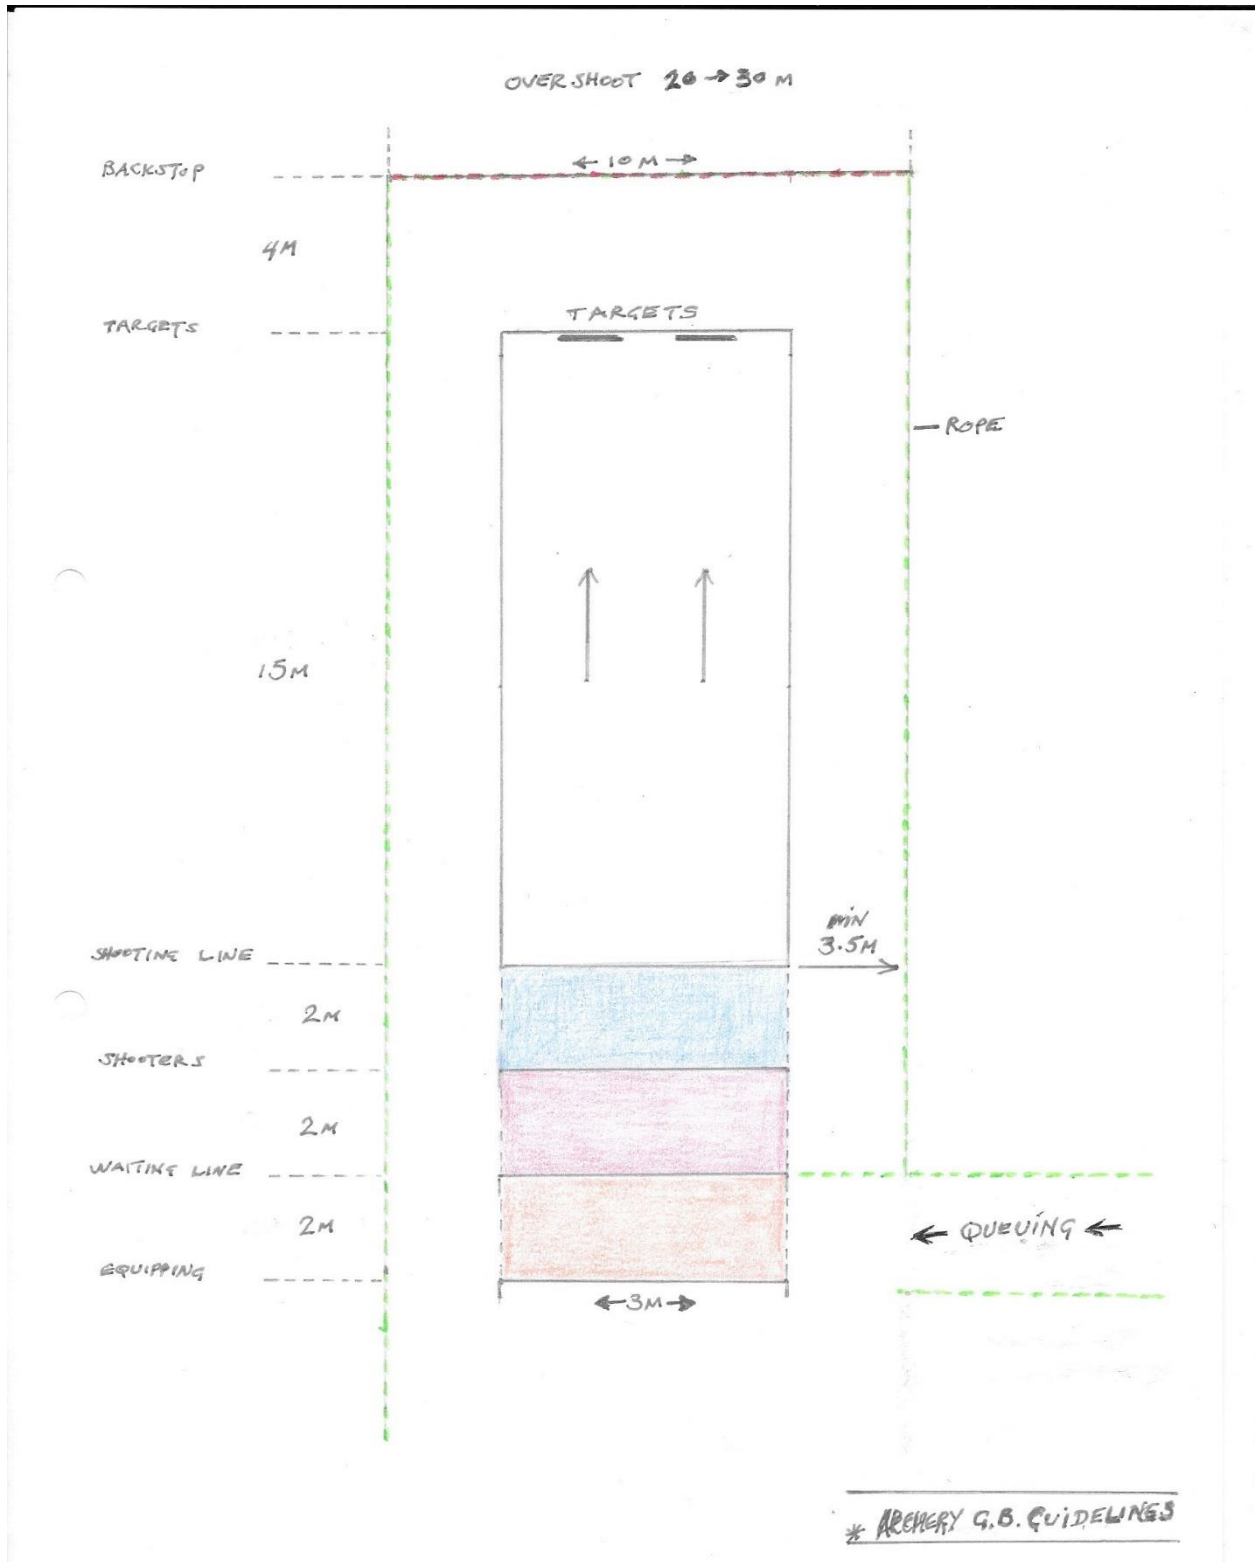 OVERSHOOT 20 → 30 M
BACKSTOP
← 10 M →
4M
TARGETS
TARGETS
ROPE
15M
MIN
3.5M
SHOOTING LINE
2M
SHOOTERS
2M
WAITING LINE
2M
← QUEUING ←
EQUIPPING
← 3M →
* ARCHERY G.B. GUIDELINES